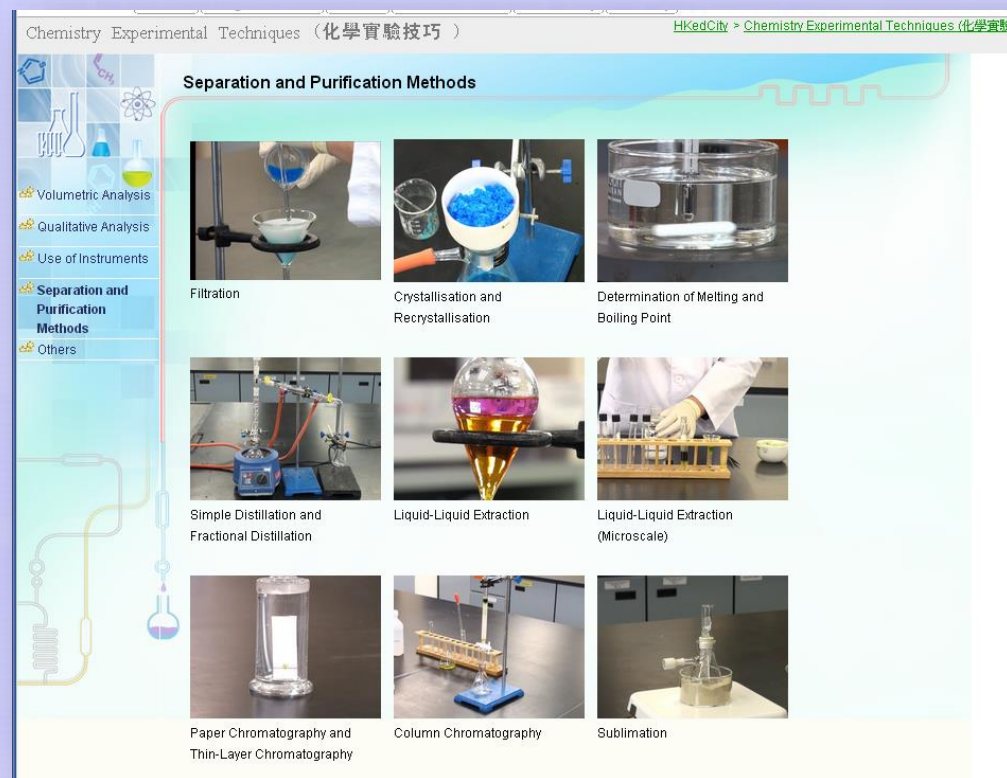 Chemistry Experimental Techniques (化學實驗技巧 )
HKedCity > Chemistry Experimental Techniques (化學實驗
Separation and Purification Methods
Volumetric Analysis
Qualitative Analysis
Use of Instruments
Separation and
Purification
Methods
Others
Filtration
Crystallisation and
Recrystallisation
Determination of Melting and
Boiling Point
Simple Distillation and
Fractional Distillation
Liquid-Liquid Extraction
Liquid-Liquid Extraction
(Microscale)
Paper Chromatography and
Thin-Layer Chromatography
Column Chromatography
Sublimation